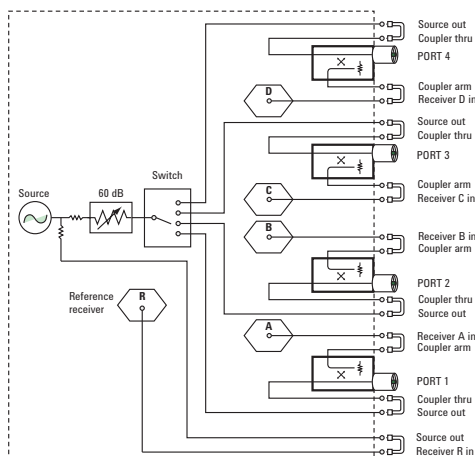 Source out
Coupler thru
PORT 4
Coupler arm
D
Receiver D in
Source out
Coupler thru
PORT 3
Switch
Source
60 dB
Coupler arm
C
Receiver C in
B
Receiver B in
Coupler arm
PORT 2
Reference
receiver
R
Coupler thru
Source out
A
Receiver A in
Coupler arm
PORT 1
Coupler thru
Source out
Source out
Receiver R in